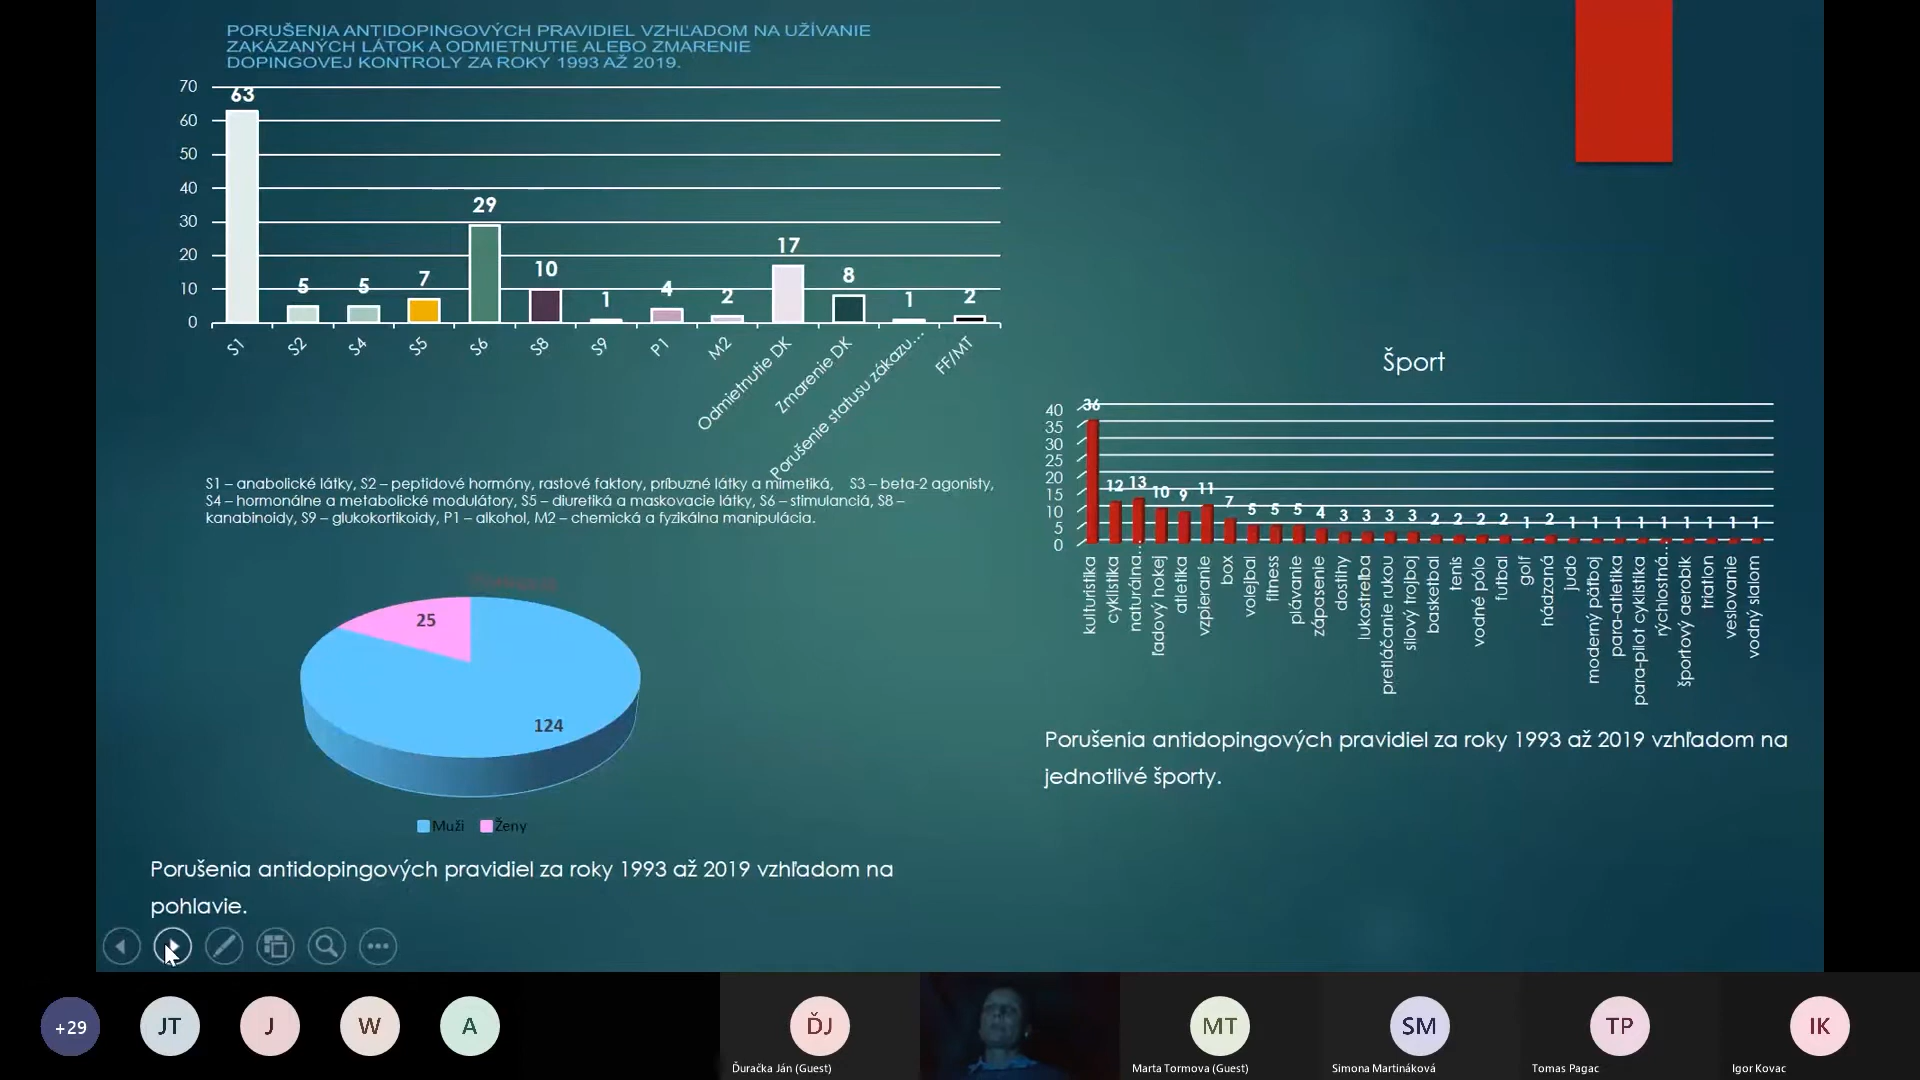 PORUŠENIA ANTIDOPINGOVÝCH PRAVIDIEL VZHĽADOM NA UŽÍVANIE
ZAKÁZANÝCH LÁTOK A ODMIETNUTIE ALEBO ZMARENIE
DOPINGOVEJ KONTROLY ZA ROKY 1993 AŽ 2019.
70
60
50
40
30
20
10
0
63
5
5
7
29
10
1
4
2
17
8
1
2
S1
S2
S4
S5
S6
S8
S9
P1
M2
Odmietnutie DK
Zmarenie DK
Porušenie statusu zákazu...
FF/MT
S1 – anabolické látky, S2 – peptidové hormóny, rastové faktory, príbuzné látky a mimetiká, S3 – beta-2 agonisty,
S4 – hormonálne a metabolické modulátory, S5 – diuretiká a maskovacie látky, S6 – stimulanciá, S8 –
kanabinoidy, S9 – glukokortikoidy, P1 – alkohol, M2 – chemická a fyzikálna manipulácia.
25
124
Muži
Ženy
Porušenia antidopingových pravidiel za roky 1993 až 2019 vzhľadom na
pohlavie.
Šport
40
35
30
25
20
15
10
5
0
36
12
13
10
9
11
7
5
5
5
4
3
3
3
3
2
2
2
2
1
2
1
1
1
1
1
1
1
1
1
kulturistika
cyklistika
naturálna...
ľadový hokej
atletika
vzpieranie
box
volejbal
fitness
plávanie
zápasenie
dostihy
lukostreľba
pretláčanie rukou
silový trojboj
basketbal
tenis
vodné pólo
futbal
golf
hádzaná
judo
moderný päťboj
para-atletika
para-pilot cyklistika
rýchlostná...
športový aerobik
triatlon
veslovanie
vodný slalom
Porušenia antidopingových pravidiel za roky 1993 až 2019 vzhľadom na
jednotlivé športy.
+29
JT
J
W
A
ĎJ
MT
SM
TP
IK
Ďuračka Ján (Guest)
Marta Tormova (Guest)
Simona Martináková
Tomas Pagac
Igor Kovac